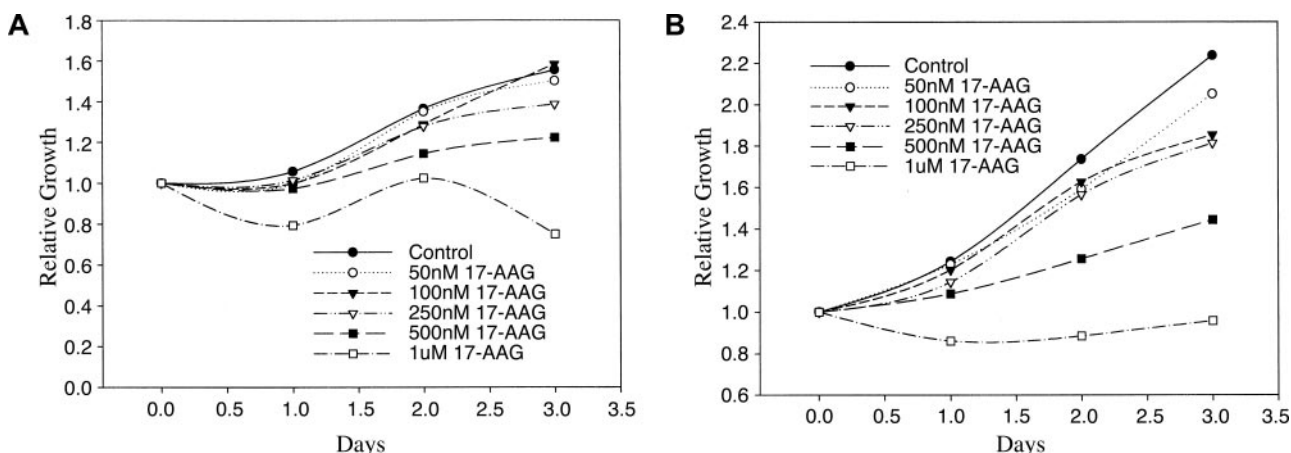 A
1.8
1.6
1.4
1.2
1.0
0.8
0.6
0.4
0.2
0.0
Relative Growth
Control
50nM 17-AAG
100nM 17-AAG
250nM 17-AAG
500nM 17-AAG
1uM 17-AAG
0.0 0.5 1.0 1.5 2.0 2.5 3.0 3.5
Days
B
2.4
2.2
2.0
1.8
1.6
1.4
1.2
1.0
0.8
0.6
Relative Growth
Control
50nM 17-AAG
100nM 17-AAG
250nM 17-AAG
500nM 17-AAG
1uM 17-AAG
0.0 0.5 1.0 1.5 2.0 2.5 3.0 3.5
Days